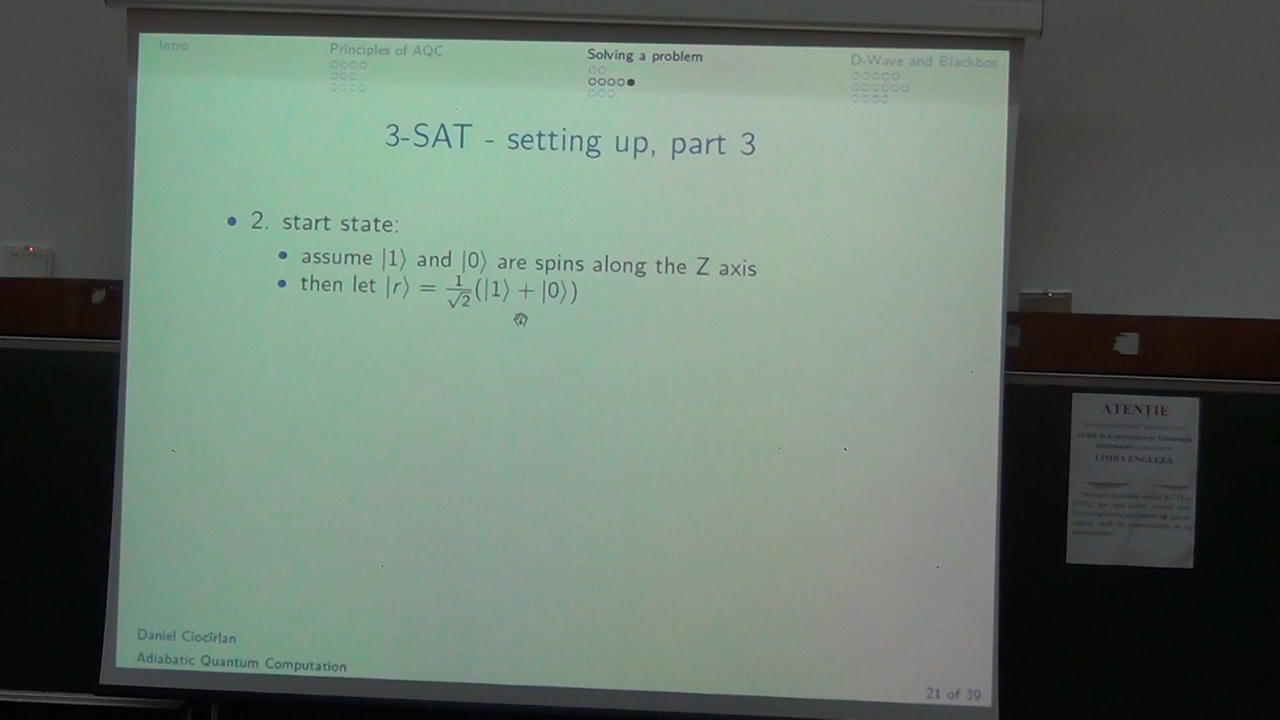 Intro
Principles of AQC
Solving a problem
D-Wave and Blackbox
3-SAT - setting up, part 3
• 2. start state:
• assume |1⟩ and |0⟩ are spins along the Z axis
• then let |r⟩ = 1/√2(|1⟩ + |0⟩)
Daniel Ciocîrlan
Adiabatic Quantum Computation
21 of 39
ATENȚIE
LIMBA ENGLEZĂ